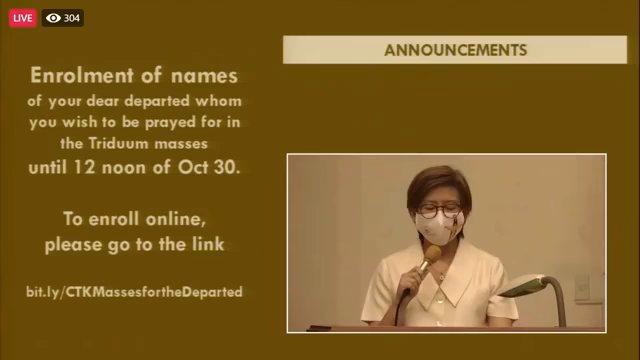 LIVE 304
ANNOUNCEMENTS
Enrolment of names
of your dear departed whom
you wish to be prayed for in
the Triduum masses
until 12 noon of Oct 30.
To enroll online,
please go to the link
bit.ly/CTKMassesfortheDeparted